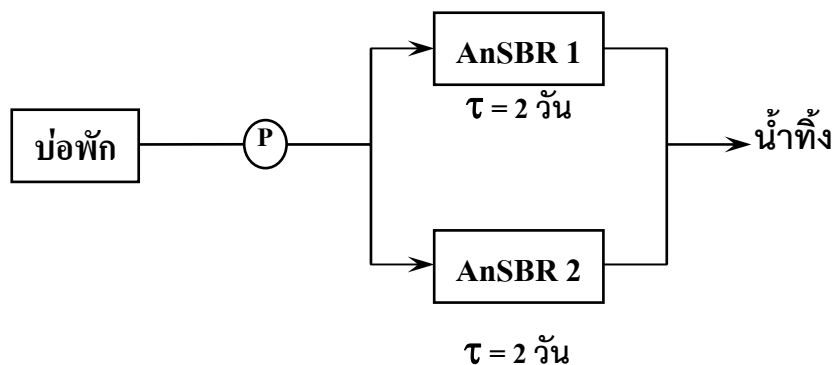 AnSBR 1
τ = 2 วัน
บ่อพัก
P
น้ำทิ้ง
AnSBR 2
τ = 2 วัน